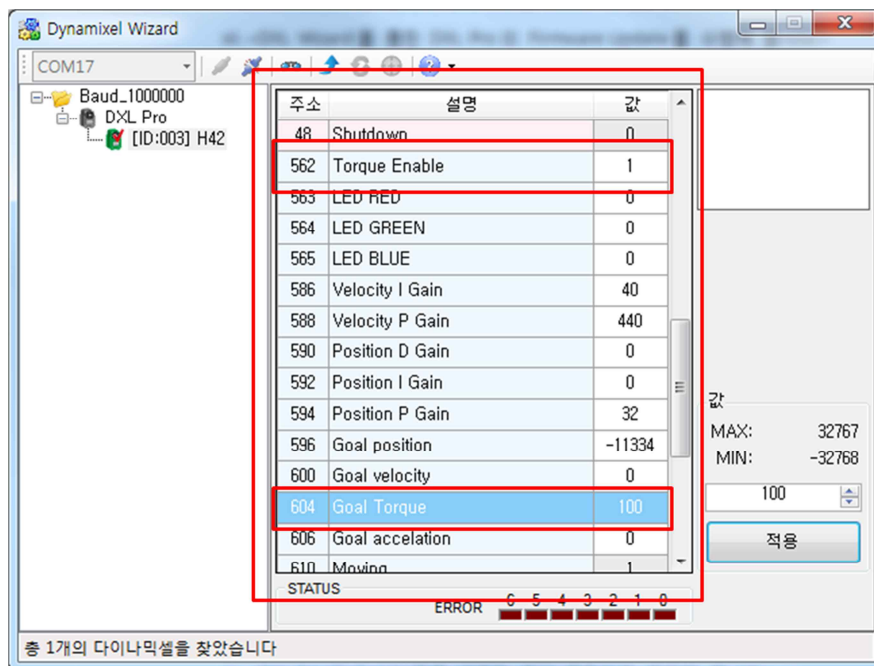 Dynamixel Wizard
COM17
Baud_1000000
DXL Pro
[ID:003] H42
주소 설명 값
48 Shutdown 0
562 Torque Enable 1
563 LED RED 0
564 LED GREEN 0
565 LED BLUE 0
586 Velocity I Gain 40
588 Velocity P Gain 440
590 Position D Gain 0
592 Position I Gain 0
594 Position P Gain 32
596 Goal position -11334
600 Goal velocity 0
604 Goal Torque 100
606 Goal accelation 0
610 Moving 1
값
MAX: 32767
MIN: -32768
100
적용
STATUS
ERROR 6 5 4 3 2 1 0
총 1개의 다이나믹셀을 찾았습니다